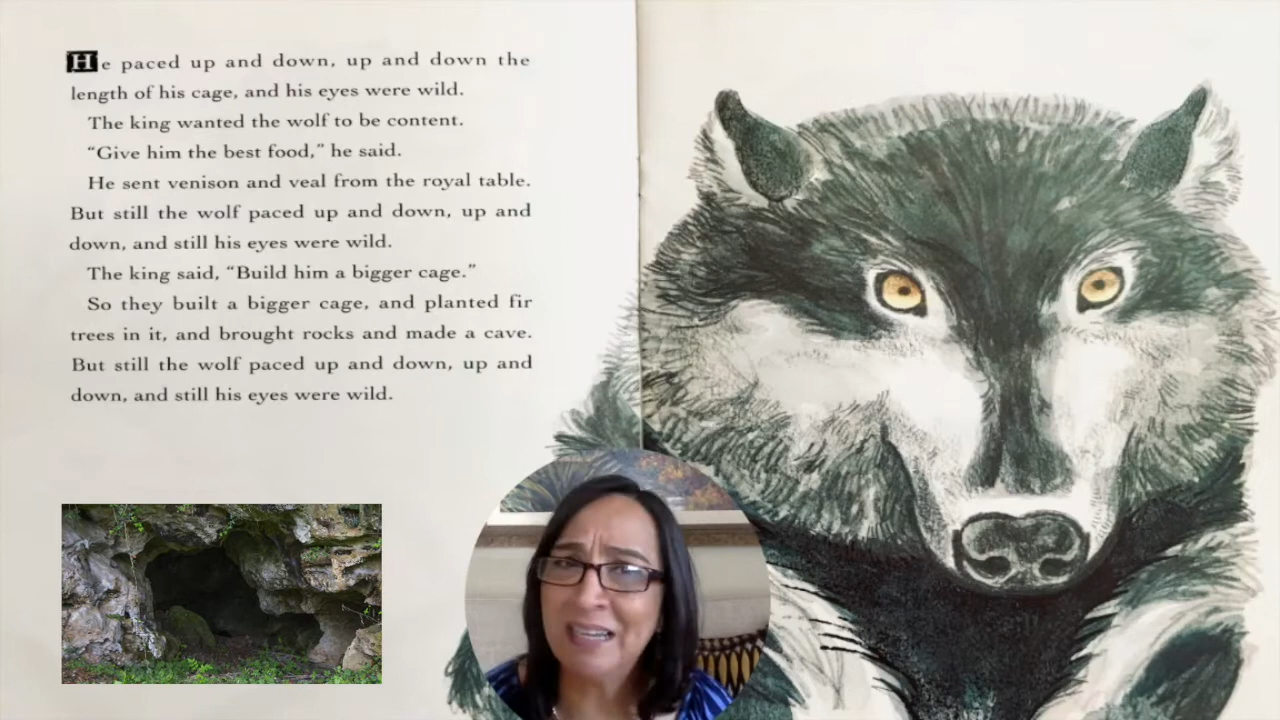 He paced up and down, up and down the
length of his cage, and his eyes were wild.
The king wanted the wolf to be content.
“Give him the best food,” he said.
He sent venison and veal from the royal table.
But still the wolf paced up and down, up and
down, and still his eyes were wild.
The king said, “Build him a bigger cage.”
So they built a bigger cage, and planted fir
trees in it, and brought rocks and made a cave.
But still the wolf paced up and down, up and
down, and still his eyes were wild.